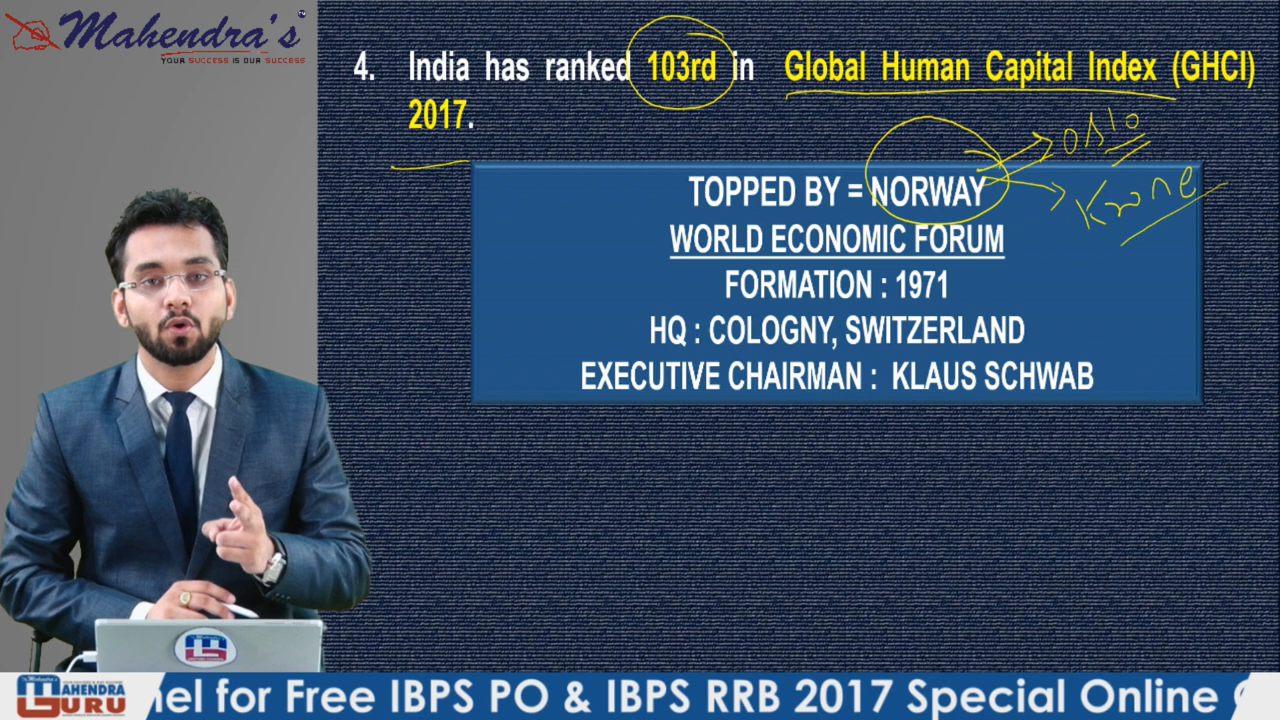 Mahendra's
YOUR SUCCESS IS OUR SUCCESS
4. India has ranked 103rd in Global Human Capital Index (GHCI)
2017.
Oslo
Krone
TOPPED BY = NORWAY
WORLD ECONOMIC FORUM
FORMATION : 1971
HQ : COLOGNY, SWITZERLAND
EXECUTIVE CHAIRMAN : KLAUS SCHWAB
MAHENDRA
GURU
nel for Free IBPS PO & IBPS RRB 2017 Special Online